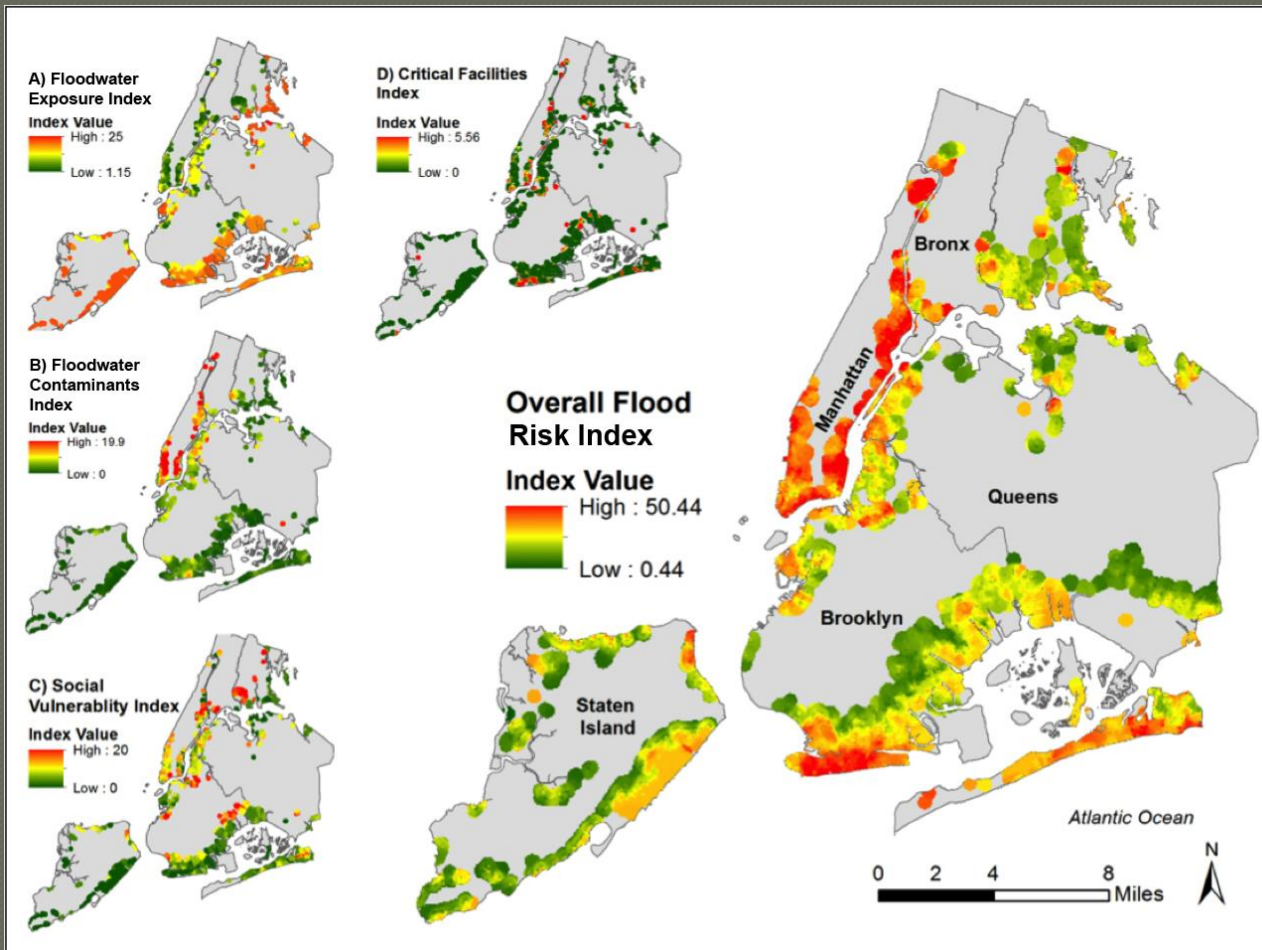 A) Floodwater
Exposure Index
Index Value
High : 25
Low : 1.15
D) Critical Facilities
Index
Index Value
High : 5.56
Low : 0
B) Floodwater
Contaminants
Index
Index Value
High : 19.9
Low : 0
C) Social
Vulnerablity Index
Index Value
High : 20
Low : 0
Overall Flood
Risk Index
Index Value
High : 50.44
Low : 0.44
Bronx
Manhattan
Queens
Brooklyn
Staten
Island
Atlantic Ocean
N
0 2 4 8
Miles